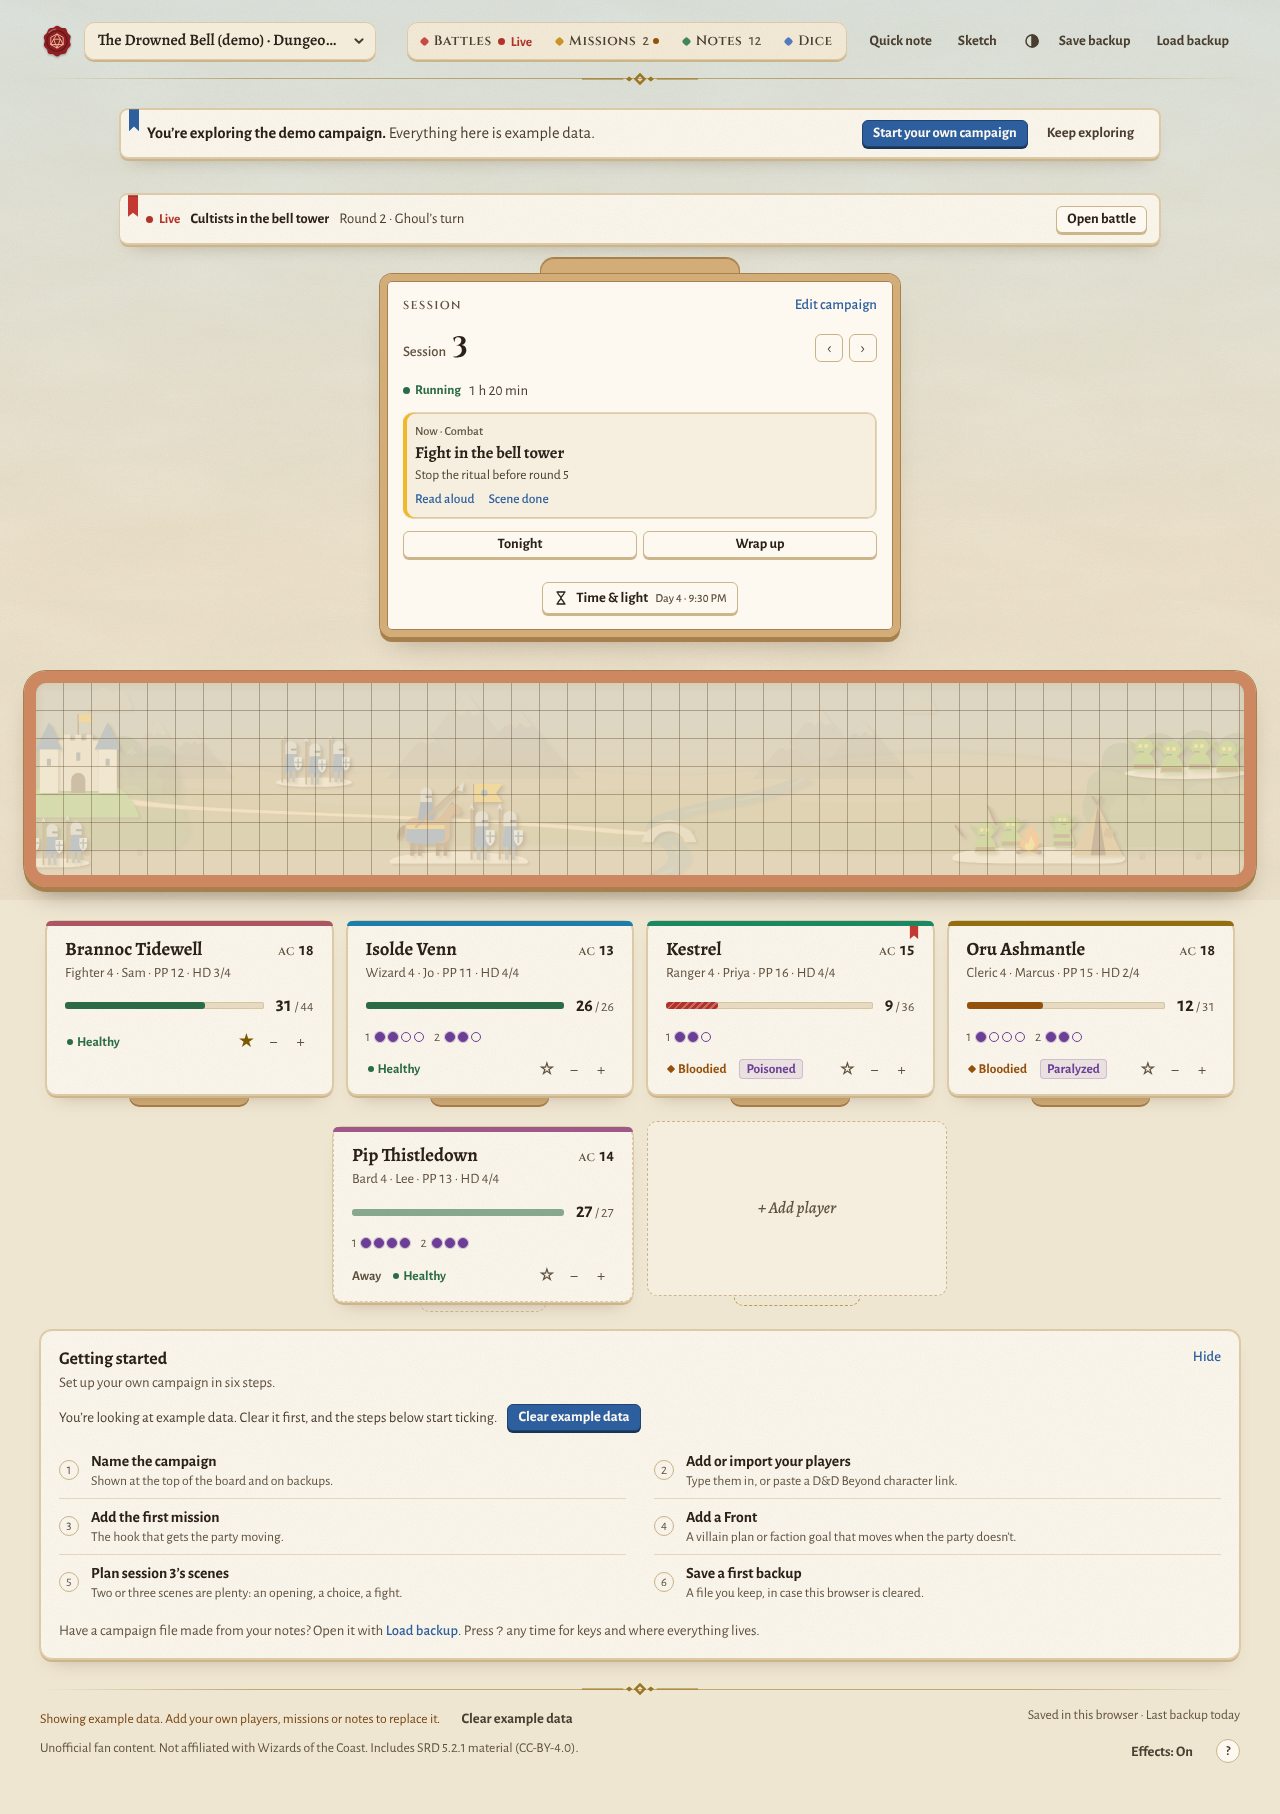 The Drowned Bell (demo) · Dungeo...
BATTLES Live
MISSIONS 2
NOTES 12
DICE
Quick note
Sketch
Save backup
Load backup
You're exploring the demo campaign. Everything here is example data.
Start your own campaign
Keep exploring
Live Cultists in the bell tower Round 2 · Ghoul's turn
Open battle
SESSION
Edit campaign
Session 3
‹ ›
Running 1 h 20 min
Now · Combat
Fight in the bell tower
Stop the ritual before round 5
Read aloud Scene done
Tonight
Wrap up
Time & light Day 4 · 9:30 PM
Brannoc Tidewell AC 18
Fighter 4 · Sam · PP 12 · HD 3/4
31 / 44
Healthy ★ − +
Isolde Venn AC 13
Wizard 4 · Jo · PP 11 · HD 4/4
26 / 26
1 2
Healthy ☆ − +
Kestrel AC 15
Ranger 4 · Priya · PP 16 · HD 4/4
9 / 36
1
Bloodied Poisoned ☆ − +
Oru Ashmantle AC 18
Cleric 4 · Marcus · PP 15 · HD 2/4
12 / 31
1 2
Bloodied Paralyzed ☆ − +
Pip Thistledown AC 14
Bard 4 · Lee · PP 13 · HD 4/4
27 / 27
1 2
Away Healthy ☆ − +
+ Add player
Getting started
Hide
Set up your own campaign in six steps.
You're looking at example data. Clear it first, and the steps below start ticking. Clear example data
1 Name the campaign
Shown at the top of the board and on backups.
2 Add or import your players
Type them in, or paste a D&D Beyond character link.
3 Add the first mission
The hook that gets the party moving.
4 Add a Front
A villain plan or faction goal that moves when the party doesn't.
5 Plan session 3's scenes
Two or three scenes are plenty: an opening, a choice, a fight.
6 Save a first backup
A file you keep, in case this browser is cleared.
Have a campaign file made from your notes? Open it with Load backup. Press ? any time for keys and where everything lives.
Showing example data. Add your own players, missions or notes to replace it. Clear example data
Saved in this browser · Last backup today
Unofficial fan content. Not affiliated with Wizards of the Coast. Includes SRD 5.2.1 material (CC-BY-4.0).
Effects: On ?